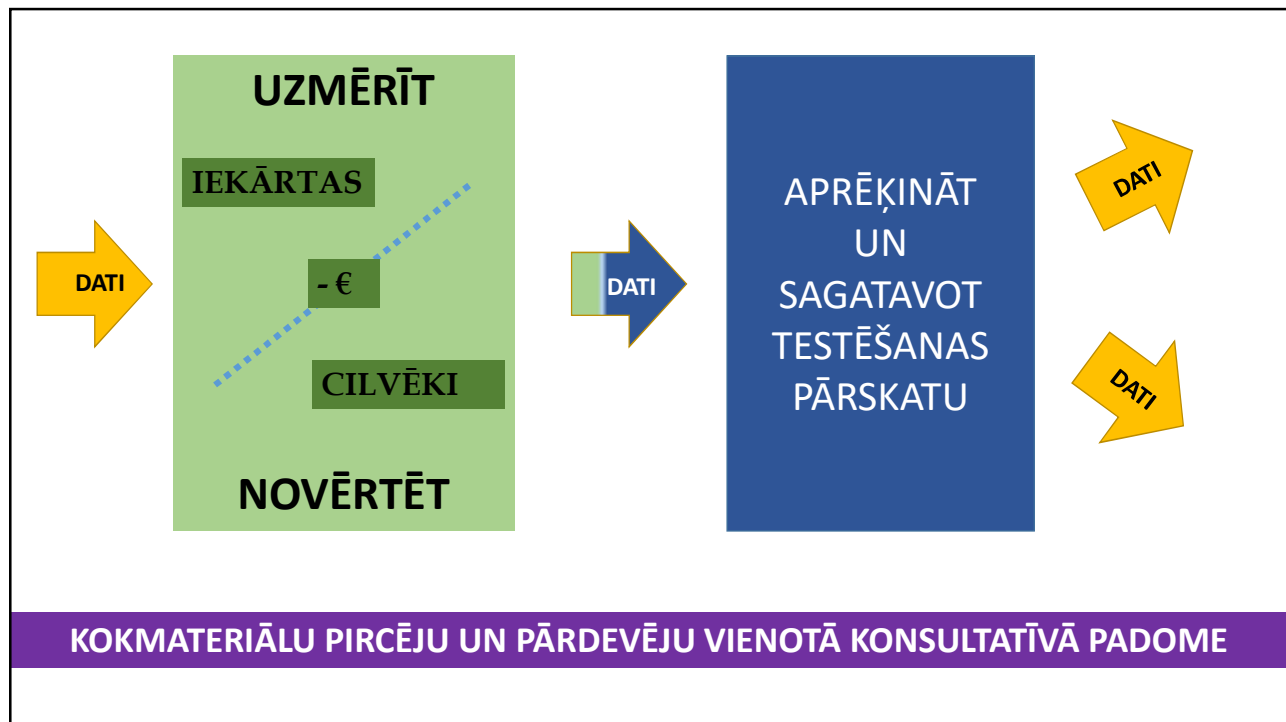 UZMĒRĪT
IEKĀRTAS
DATI
- €
CILVĒKI
NOVĒRTĒT
DATI
APRĒĶINĀT
UN
SAGATAVOT
TESTĒŠANAS
PĀRSKATU
DATI
DATI
KOKMATERIĀLU PIRCĒJU UN PĀRDEVĒJU VIENOTĀ KONSULTATĪVĀ PADOME